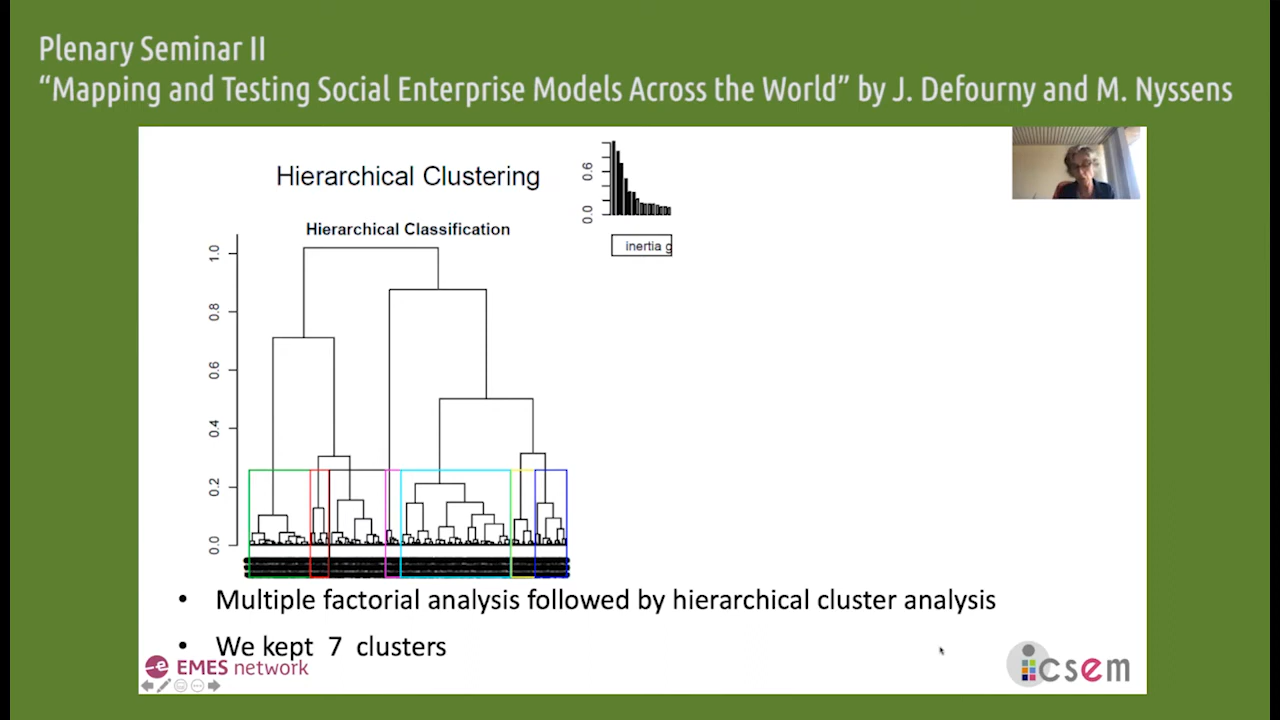 Plenary Seminar II
“Mapping and Testing Social Enterprise Models Across the World” by J. Defourny and M. Nyssens
Hierarchical Clustering
0.6
0.0
inertia g
Hierarchical Classification
1.0
0.8
0.6
0.4
0.2
0.0
• Multiple factorial analysis followed by hierarchical cluster analysis
• We kept 7 clusters
EMES network
icsem